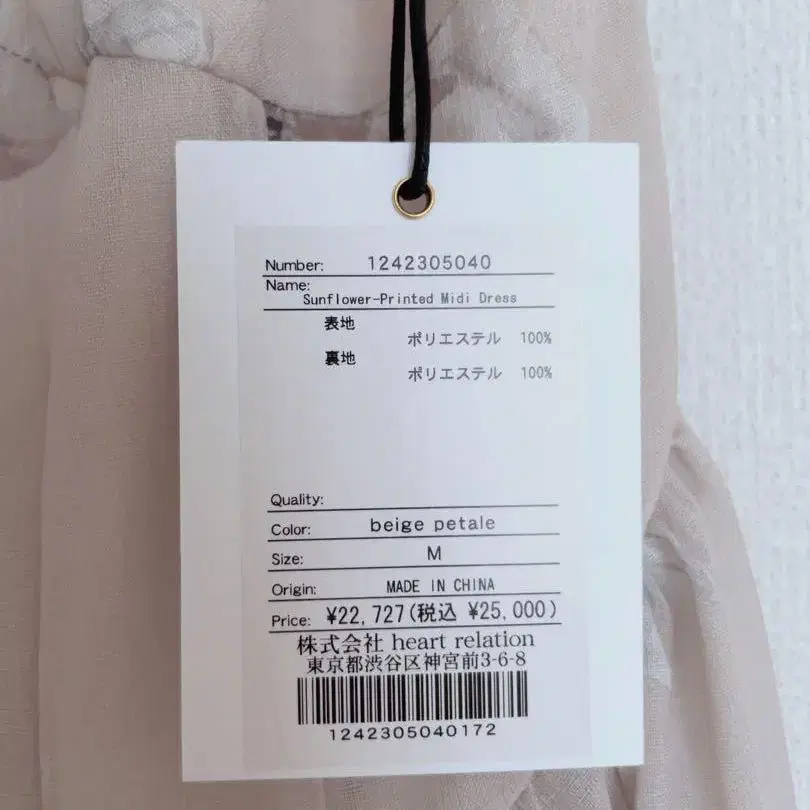 Number: 1242305040
Name:
Sunflower-Printed Midi Dress
表地
ポリエステル 100%
裏地
ポリエステル 100%
Quality:
Color: beige petale
Size: M
Origin: MADE IN CHINA
Price: ¥22,727(税込 ¥25,000)
株式会社 heart relation
東京都渋谷区神宮前3-6-8
1242305040172